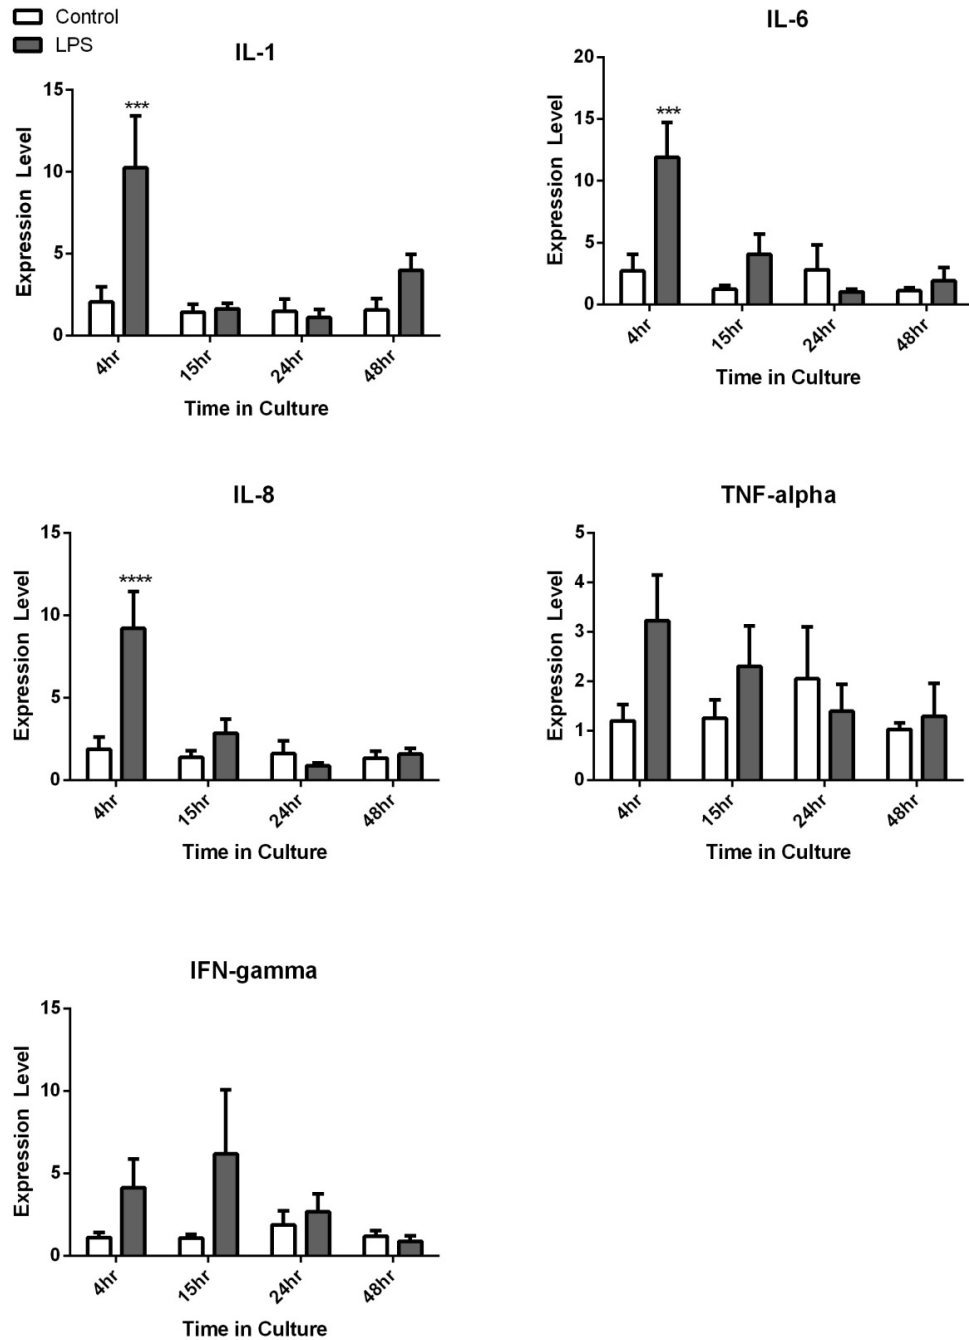 Control
LPS
IL-1
Expression Level
15
10
5
0
***
4hr
15hr
24hr
48hr
Time in Culture
IL-6
Expression Level
20
15
10
5
0
***
4hr
15hr
24hr
48hr
Time in Culture
IL-8
Expression Level
15
10
5
0
****
4hr
15hr
24hr
48hr
Time in Culture
TNF-alpha
Expression Level
5
4
3
2
1
0
4hr
15hr
24hr
48hr
Time in Culture
IFN-gamma
Expression Level
15
10
5
0
4hr
15hr
24hr
48hr
Time in Culture